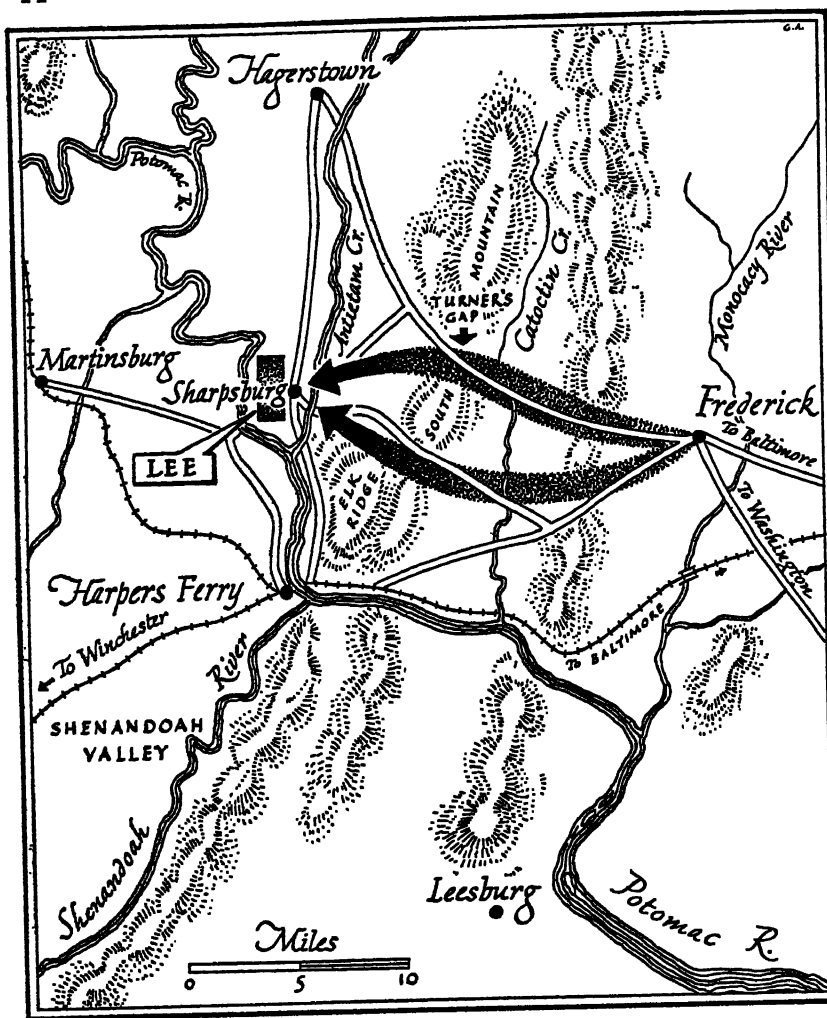 G.A.
Hagerstown
Potomac
R.
MOUNTAIN
Antietam Cr.
Catoctin Cr.
Monocacy River
TURNER'S
GAP
Martinsburg
Sharpsburg
SOUTH
Frederick
To Baltimore
LEE
ELK
RIDGE
To Washington
Harpers Ferry
To Winchester
River
To BALTIMORE
SHENANDOAH
VALLEY
Shenandoah
Leesburg
Potomac R.
Miles
0 5 10